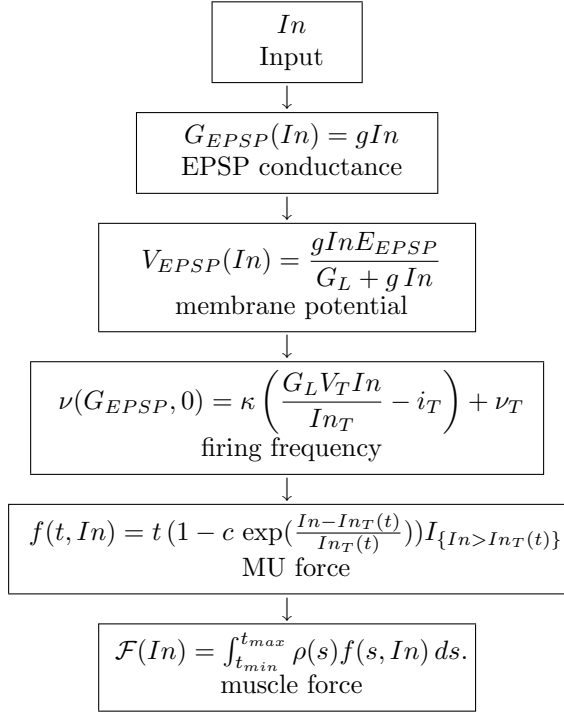 In
Input
↓
G_{EPSP}(In) = gIn
EPSP conductance
↓
V_{EPSP}(In) = \frac{gInE_{EPSP}}{G_L + g\,In}
membrane potential
↓
ν(G_{EPSP}, 0) = κ\left(\frac{G_L V_T In}{In_T} - i_T\right) + ν_T
firing frequency
↓
f(t, In) = t\,(1 - c\,\exp(\frac{In-In_T(t)}{In_T(t)}))I_{\{In>In_T(t)\}}
MU force
↓
\mathcal{F}(In) = \int_{t_{min}}^{t_{max}} ρ(s)f(s, In)\,ds.
muscle force